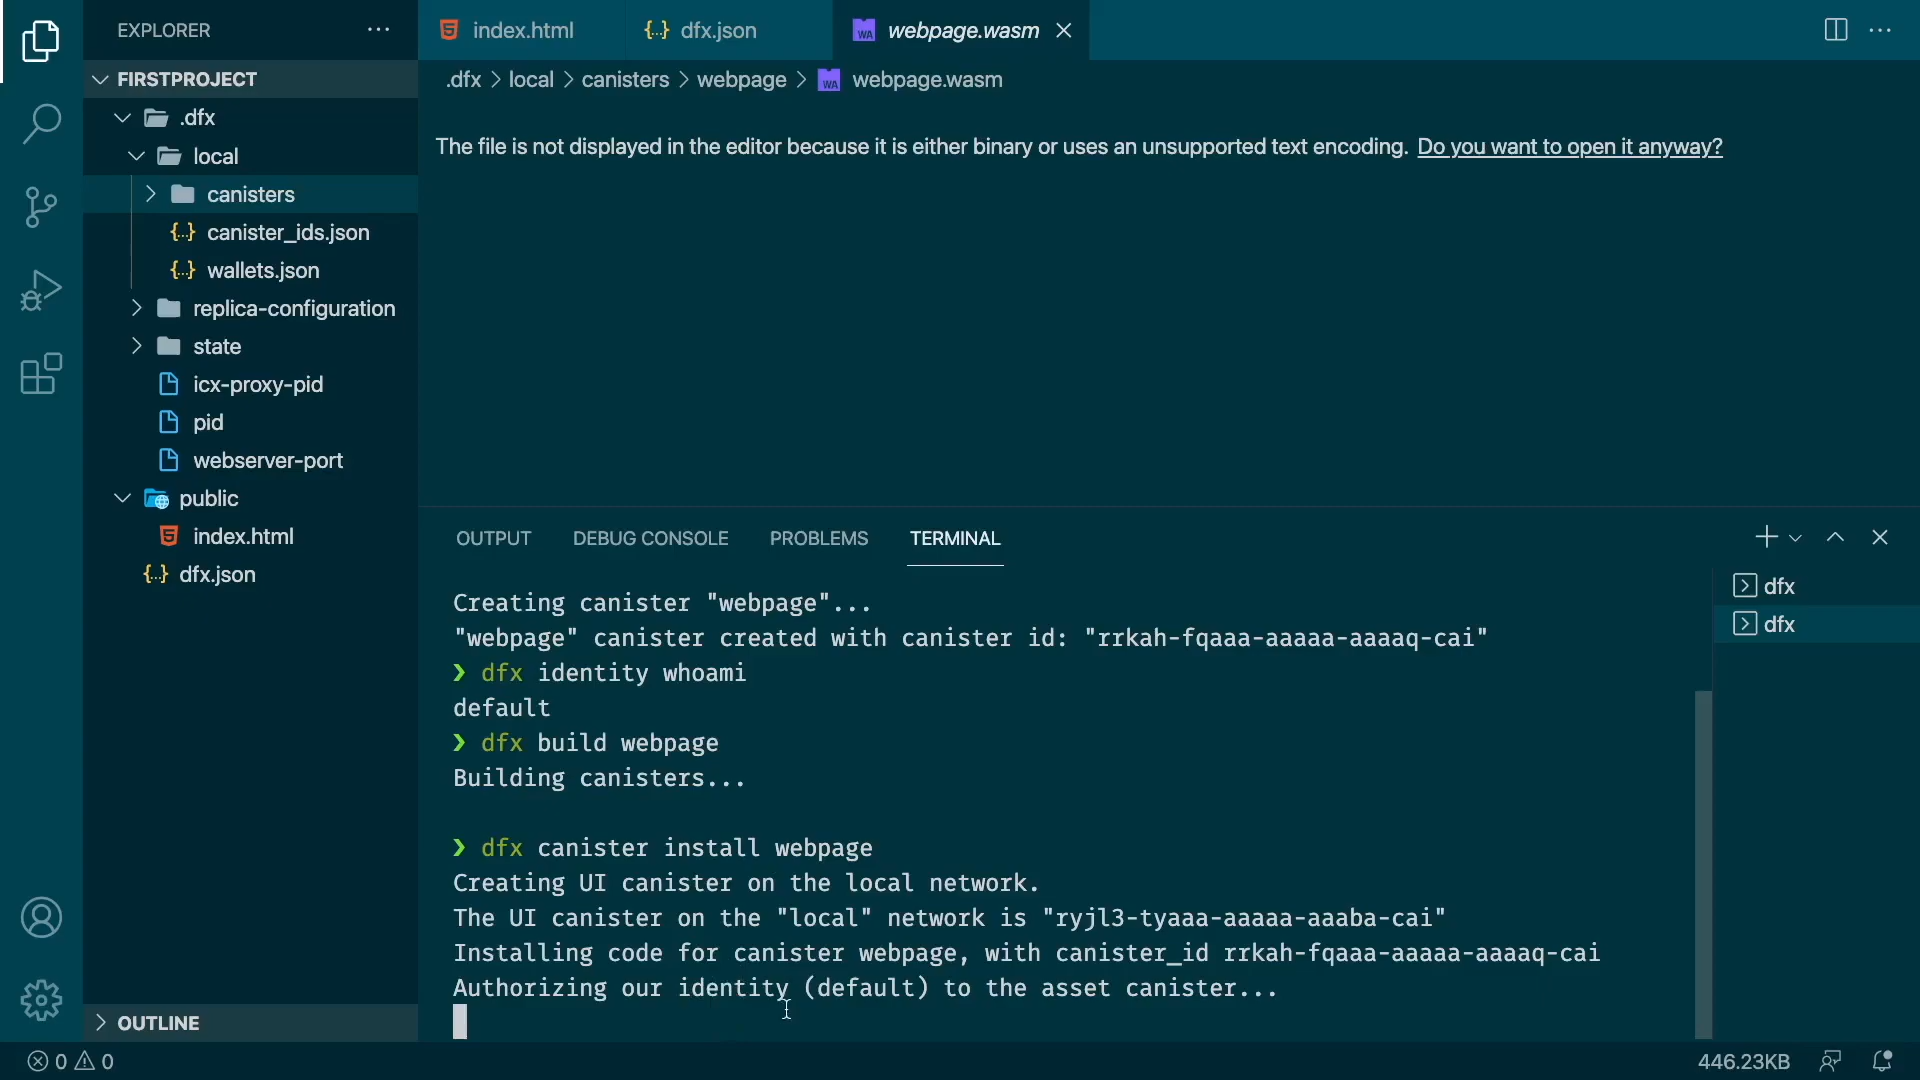 EXPLORER
FIRSTPROJECT
.dfx
local
canisters
canister_ids.json
wallets.json
replica-configuration
state
icx-proxy-pid
pid
webserver-port
public
index.html
dfx.json
OUTLINE
index.html
dfx.json
webpage.wasm
.dfx > local > canisters > webpage > webpage.wasm
The file is not displayed in the editor because it is either binary or uses an unsupported text encoding. Do you want to open it anyway?
OUTPUT DEBUG CONSOLE PROBLEMS TERMINAL
Creating canister "webpage"...
"webpage" canister created with canister id: "rrkah-fqaaa-aaaaa-aaaaq-cai"
❯ dfx identity whoami
default
❯ dfx build webpage
Building canisters...
❯ dfx canister install webpage
Creating UI canister on the local network.
The UI canister on the "local" network is "ryjl3-tyaaa-aaaaa-aaaba-cai"
Installing code for canister webpage, with canister_id rrkah-fqaaa-aaaaa-aaaaq-cai
Authorizing our identity (default) to the asset canister...
dfx
dfx
0 0
446.23KB